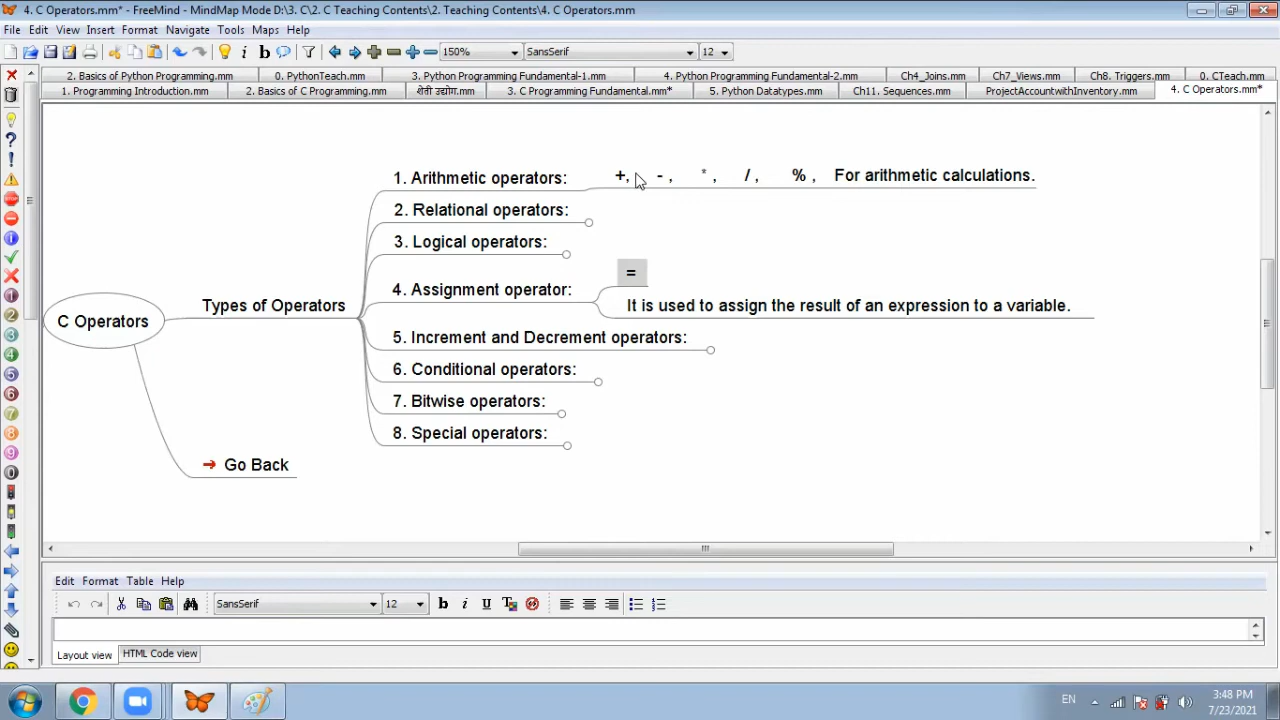 4. C Operators.mm* - FreeMind - MindMap Mode D:\3. C\2. C Teaching Contents\2. Teaching Contents\4. C Operators.mm
File Edit View Insert Format Navigate Tools Maps Help
150% SansSerif 12
2. Basics of Python Programming.mm 0. PythonTeach.mm 3. Python Programming Fundamental-1.mm 4. Python Programming Fundamental-2.mm Ch4_Joins.mm Ch7_Views.mm Ch8. Triggers.mm 0. CTeach.mm
1. Programming Introduction.mm 2. Basics of C Programming.mm शेती उद्योग.mm 3. C Programming Fundamental.mm* 5. Python Datatypes.mm Ch11. Sequences.mm ProjectAccountwithInventory.mm 4. C Operators.mm*
1. Arithmetic operators: +, - , * , / , % , For arithmetic calculations.
2. Relational operators:
3. Logical operators:
=
4. Assignment operator:
It is used to assign the result of an expression to a variable.
C Operators
Types of Operators
5. Increment and Decrement operators:
6. Conditional operators:
7. Bitwise operators:
8. Special operators:
Go Back
Edit Format Table Help
SansSerif 12 b i U
Layout view HTML Code view
EN
3:48 PM
7/23/2021